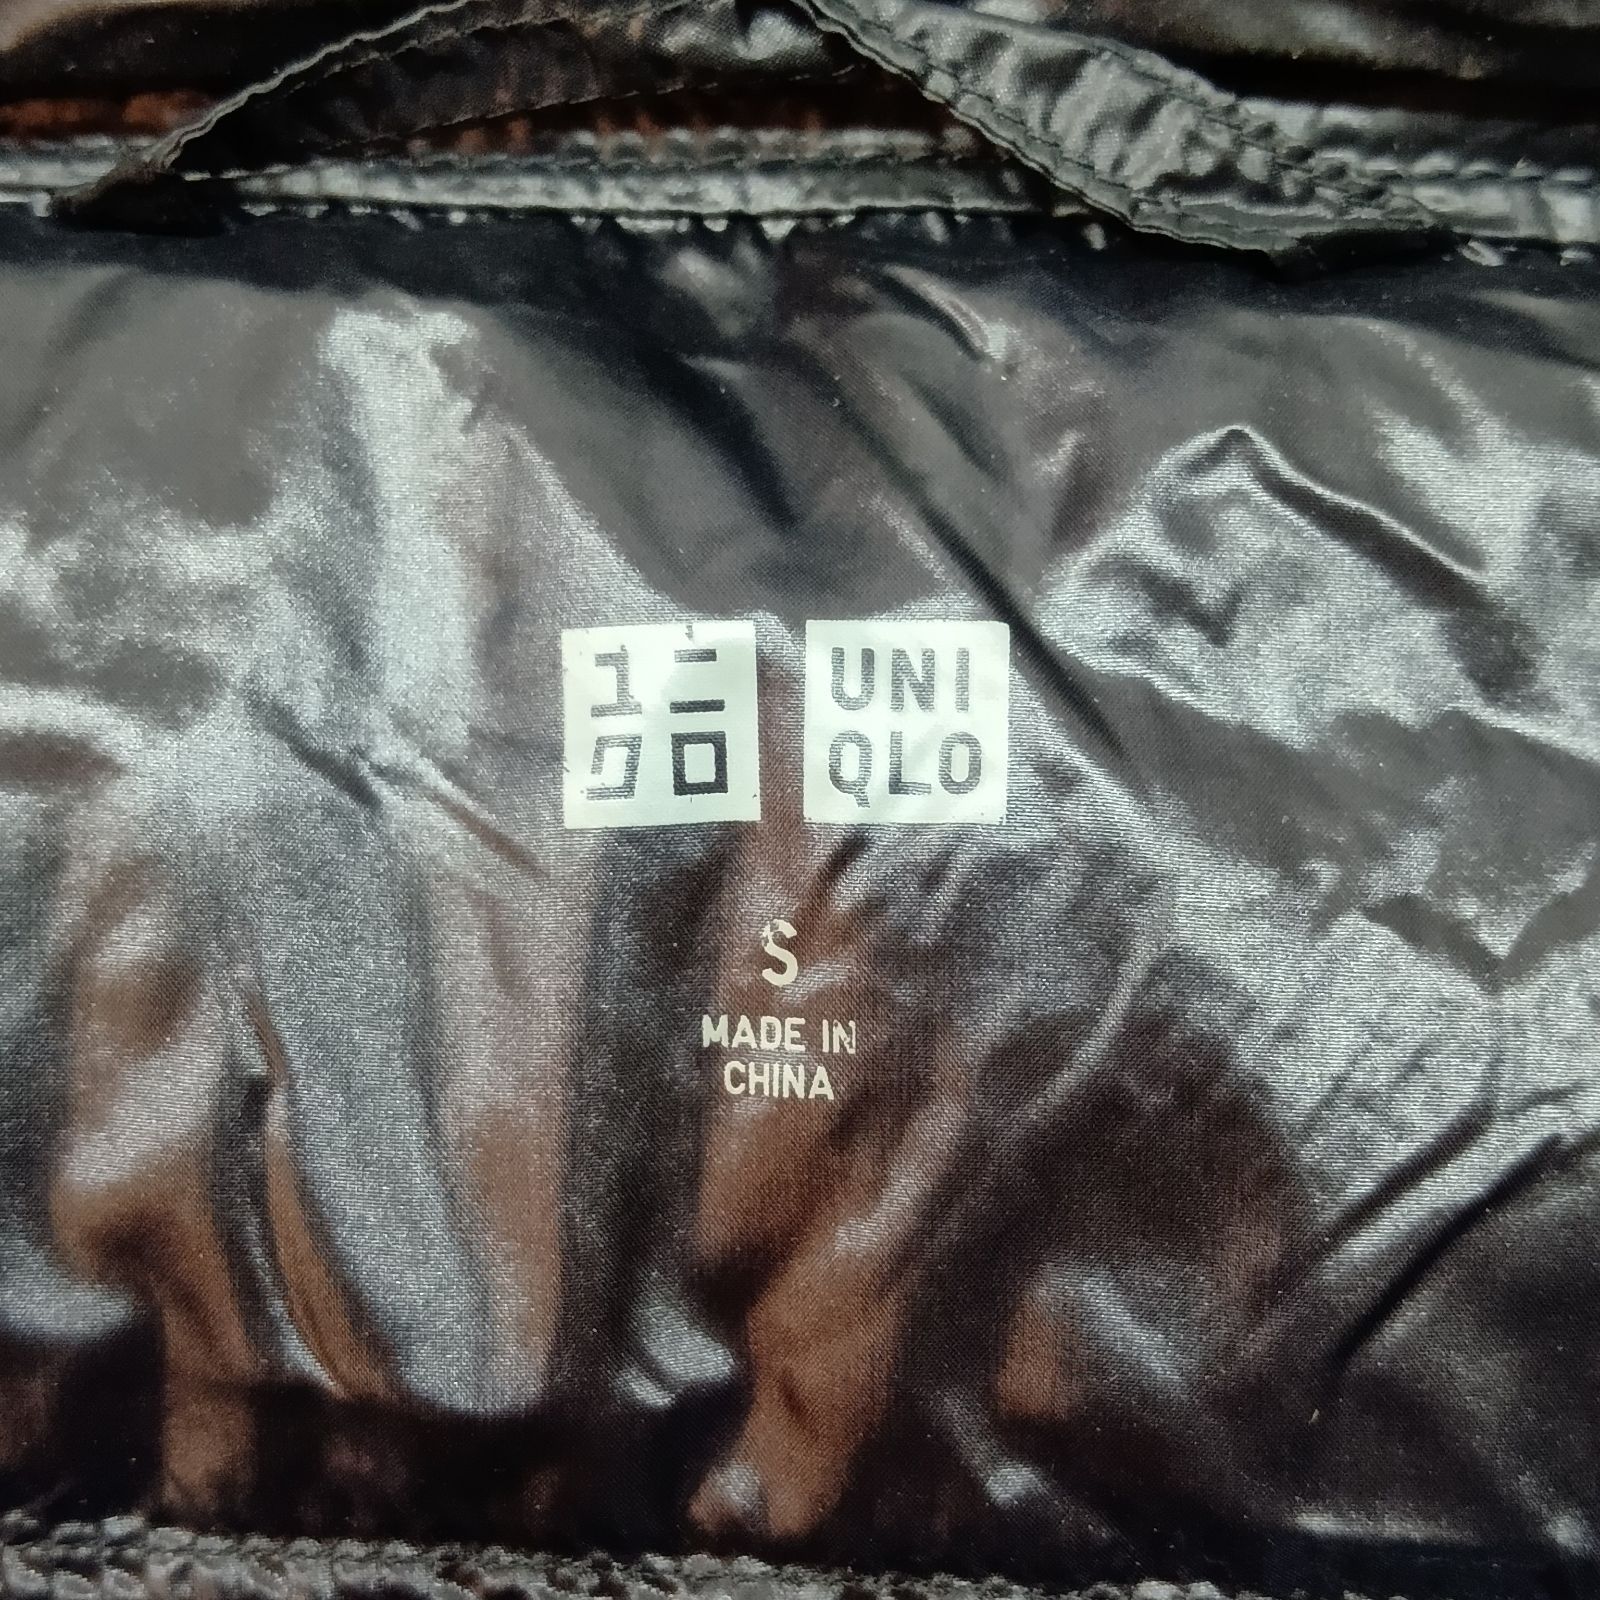 ユニ
クロ
UNI
QLO
S
MADE IN
CHINA